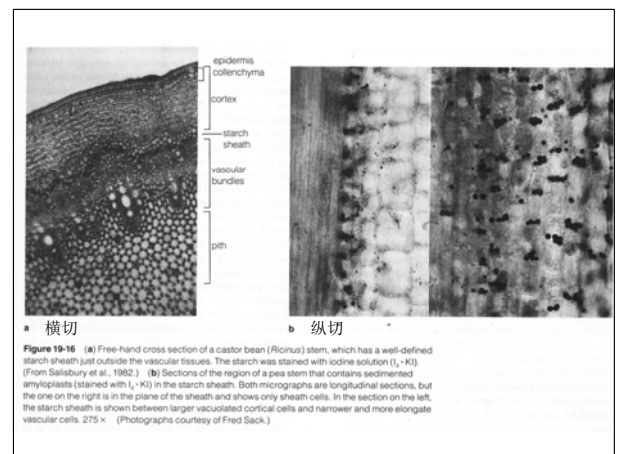 epidermis
collenchyma
cortex
starch
sheath
vascular
bundles
pith
a 横切
b 纵切
Figure 19-16 (a) Free-hand cross section of a castor bean (Ricinus) stem, which has a well-defined
starch sheath just outside the vascular tissues. The starch was stained with iodine solution (I₂ · KI).
(From Salisbury et al., 1982.) (b) Sections of the region of a pea stem that contains sedimented
amyloplasts (stained with I₂ · KI) in the starch sheath. Both micrographs are longitudinal sections, but
the one on the right is in the plane of the sheath and shows only sheath cells. In the section on the left,
the starch sheath is shown between larger vacuolated cortical cells and narrower and more elongate
vascular cells. 275 × (Photographs courtesy of Fred Sack.)